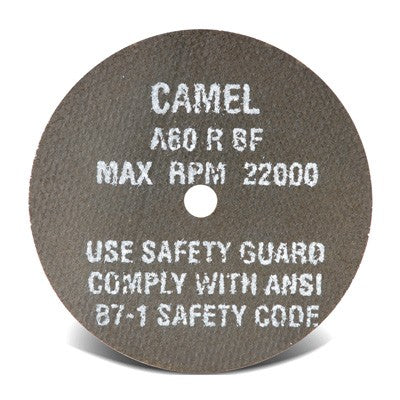 CAMEL
A60 R BF
MAX RPM 22000
USE SAFETY GUARD
COMPLY WITH ANSI
B7-1 SAFETY CODE